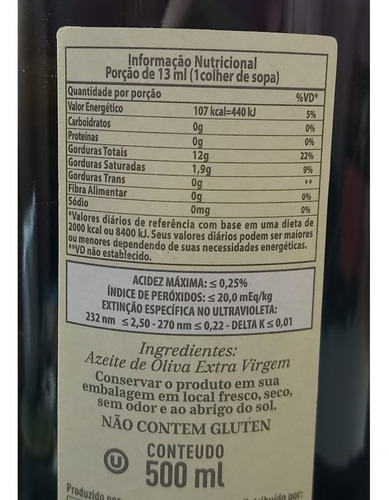 Informação Nutricional
Porção de 13 ml (1colher de sopa)
Quantidade por porção %VD*
Valor Energético 107 kcal=440 kJ 5%
Carboidratos 0g 0%
Proteínas 0g 0%
Gorduras Totais 12g 22%
Gorduras Saturadas 1,9g 9%
Gorduras Trans 0g **
Fibra Alimentar 0g 0%
Sódio 0mg 0%
*Valores diários de referência com base em uma dieta de
2000 kcal ou 8400 kJ. Seus valores diários podem ser maiores
ou menores dependendo de suas necessidades energéticas.
**VD não establecido.
ACIDEZ MÁXIMA: ≤ 0,25%
ÍNDICE DE PERÓXIDOS: ≤ 20,0 mEq/kg
EXTINÇÃO ESPECÍFICA NO ULTRAVIOLETA:
232 nm ≤ 2,50 - 270 nm ≤ 0,22 - DELTA K ≤ 0,01
Ingredientes:
Azeite de Oliva Extra Virgem
Conservar o produto em sua
embalagem em local fresco, seco,
sem odor e ao abrigo do sol.
NÃO CONTEM GLUTEN
U CONTEUDO
500 ml
Produzido por: